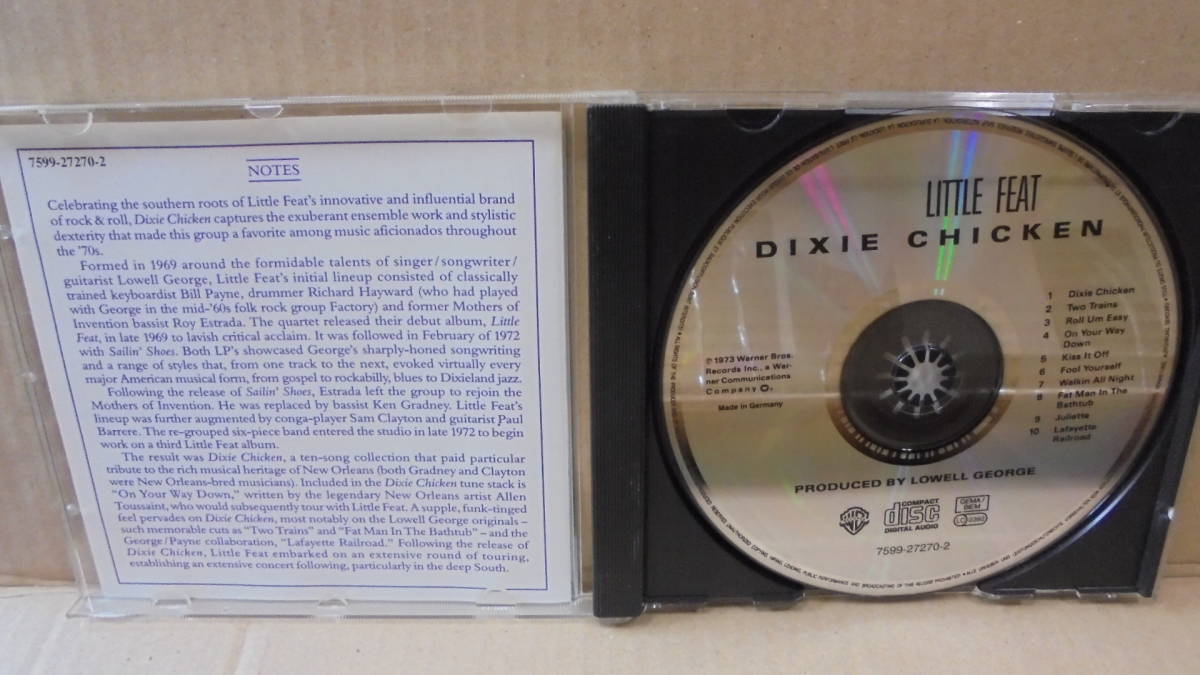 7599-27270-2
NOTES
Celebrating the southern roots of Little Feat's innovative and influential brand
of rock & roll, Dixie Chicken captures the exuberant ensemble work and stylistic
dexterity that made this group a favorite among music aficionados throughout
the '70s.
Formed in 1969 around the formidable talents of singer/songwriter/
guitarist Lowell George, Little Feat's initial lineup consisted of classically
trained keyboardist Bill Payne, drummer Richard Hayward (who had played
with George in the mid-'60s folk rock group Factory) and former Mothers of
Invention bassist Roy Estrada. The quartet released their debut album, Little
Feat, in late 1969 to lavish critical acclaim. It was followed in February of 1972
with Sailin' Shoes. Both LP's showcased George's sharply-honed songwriting
and a range of styles that, from one track to the next, evoked virtually every
major American musical form, from gospel to rockabilly, blues to Dixieland jazz.
Following the release of Sailin' Shoes, Estrada left the group to rejoin the
Mothers of Invention. He was replaced by bassist Ken Gradney. Little Feat's
lineup was further augmented by conga-player Sam Clayton and guitarist Paul
Barrere. The re-grouped six-piece band entered the studio in late 1972 to begin
work on a third Little Feat album.
The result was Dixie Chicken, a ten-song collection that paid particular
tribute to the rich musical heritage of New Orleans (both Gradney and Clayton
were New Orleans-bred musicians). Included in the Dixie Chicken tune stack is
"On Your Way Down," written by the legendary New Orleans artist Allen
Toussaint, who would subsequently tour with Little Feat. A supple, funk-tinged
feel pervades on Dixie Chicken, most notably on the Lowell George originals—
such memorable cuts as "Two Trains" and "Fat Man In The Bathtub"—and the
George/Payne collaboration, "Lafayette Railroad." Following the release of
Dixie Chicken, Little Feat embarked on an extensive round of touring,
establishing an extensive concert following, particularly in the deep South.
LITTLE FEAT
DIXIE CHICKEN
1 Dixie Chicken
2 Two Trains
3 Roll Um Easy
4 On Your Way
Down
5 Kiss It Off
6 Fool Yourself
7 Walkin All Night
8 Fat Man In The
Bathtub
9 Juliette
10 Lafayette
Railroad
℗ 1973 Warner Bros.
Records Inc., a War-
ner Communications
Company
Made in Germany
PRODUCED BY LOWELL GEORGE
COMPACT
disc
DIGITAL AUDIO
GEMA/
BIEM
7599-27270-2